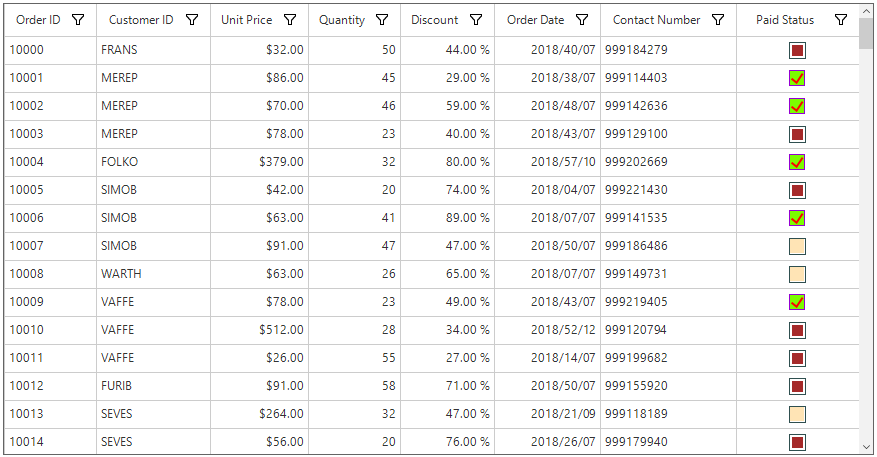 Order ID Customer ID Unit Price Quantity Discount Order Date Contact Number Paid Status
10000 FRANS $32.00 50 44.00 % 2018/40/07 999184279
10001 MEREP $86.00 45 29.00 % 2018/38/07 999114403
10002 MEREP $70.00 46 59.00 % 2018/48/07 999142636
10003 MEREP $78.00 23 40.00 % 2018/43/07 999129100
10004 FOLKO $379.00 32 80.00 % 2018/57/10 999202669
10005 SIMOB $42.00 20 74.00 % 2018/04/07 999221430
10006 SIMOB $63.00 41 89.00 % 2018/07/07 999141535
10007 SIMOB $91.00 47 47.00 % 2018/50/07 999186486
10008 WARTH $63.00 26 65.00 % 2018/07/07 999149731
10009 VAFFE $78.00 23 49.00 % 2018/43/07 999219405
10010 VAFFE $512.00 28 34.00 % 2018/52/12 999120794
10011 VAFFE $26.00 55 27.00 % 2018/14/07 999199682
10012 FURIB $91.00 58 71.00 % 2018/50/07 999155920
10013 SEVES $264.00 32 47.00 % 2018/21/09 999118189
10014 SEVES $56.00 20 76.00 % 2018/26/07 999179940